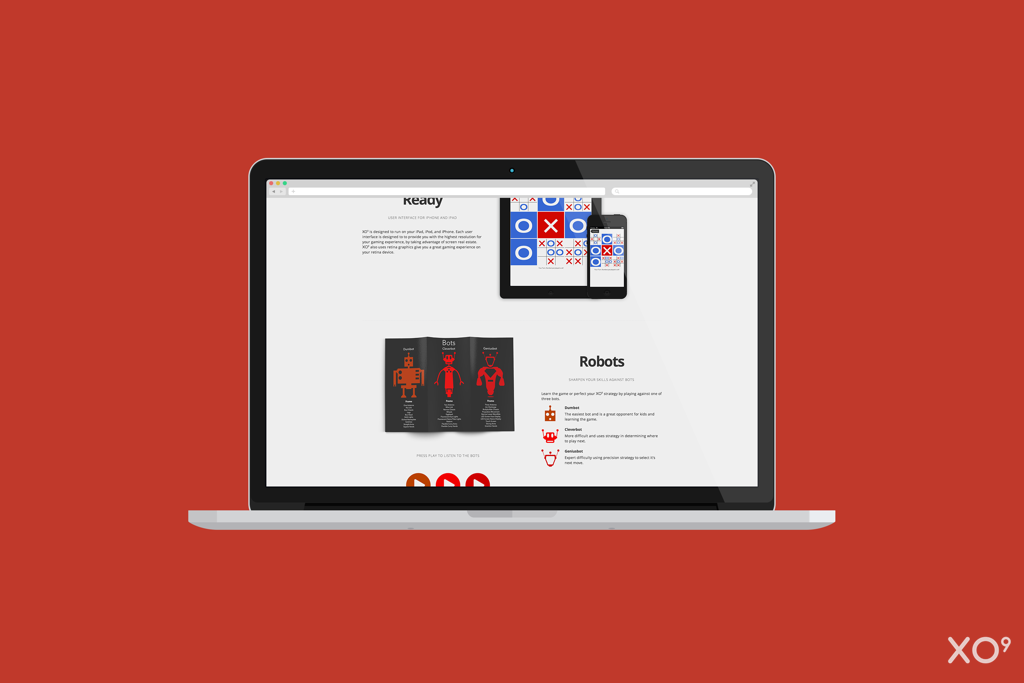 Ready
USER INTERFACE FOR IPHONE AND IPAD
XO⁹ is designed to run on your iPad, iPod, and iPhone. Each user
interface is designed to to provide you with the highest resolution for
your gaming experience, by taking advantage of screen real estate.
XO⁹ also uses retina graphics give you a great gaming experience on
your retina device.
Bots
Dumbot
Cleverbot
Geniusbot
PRESS PLAY TO LISTEN TO THE BOTS
Robots
SHARPEN YOUR SKILLS AGAINST BOTS
Learn the game or perfect your XO⁹ strategy by playing against one of
three bots.
Dumbot
The easiest bot and is a great opponent for kids and
learning the game.
Cleverbot
More difficult and uses strategy in determining where
to play next.
Geniusbot
Expert difficulty using precision strategy to select it's
next move.
XO⁹